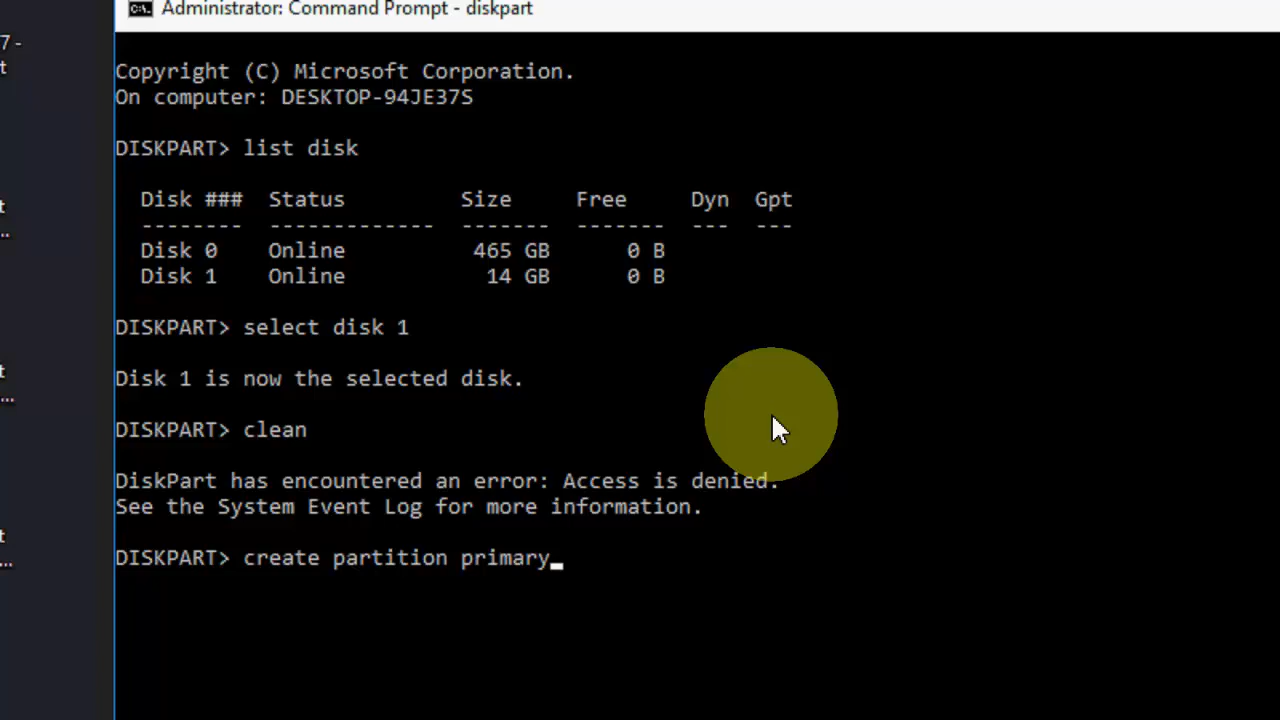 Administrator: Command Prompt - diskpart
7 -
t
Copyright (C) Microsoft Corporation.
On computer: DESKTOP-94JE37S
DISKPART> list disk
t
Disk ### Status Size Free Dyn Gpt
..
-------- ------------- ------- ------- --- ---
Disk 0 Online 465 GB 0 B
Disk 1 Online 14 GB 0 B
DISKPART> select disk 1
t
Disk 1 is now the selected disk.
...
DISKPART> clean
DiskPart has encountered an error: Access is denied.
See the System Event Log for more information.
t
DISKPART> create partition primary
...